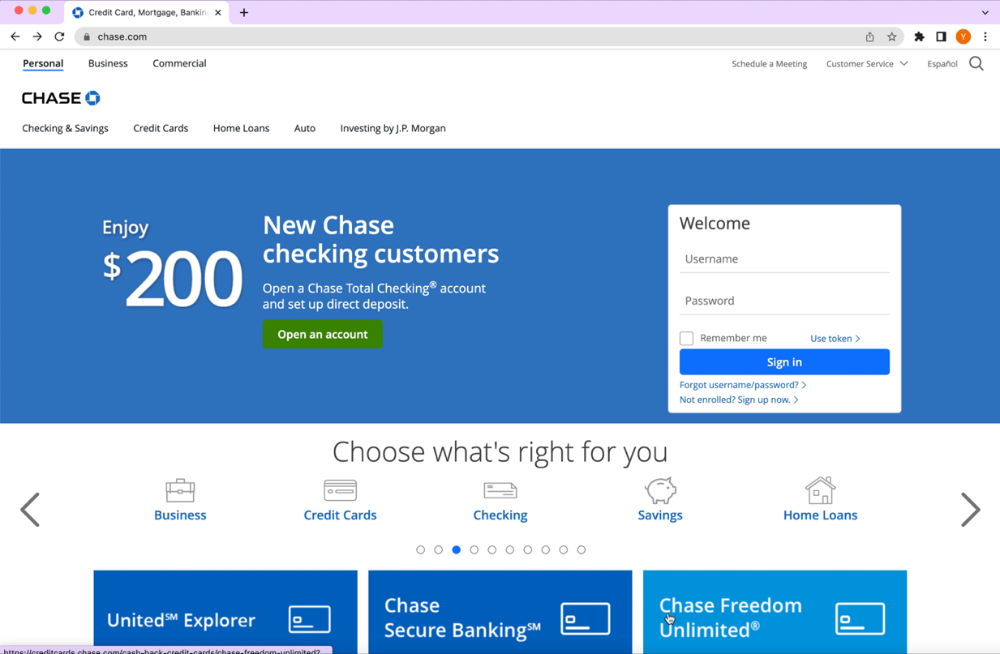 Credit Card, Mortgage, Bankin
chase.com
Y
Personal Business Commercial
Schedule a Meeting Customer Service Español
CHASE
Checking & Savings Credit Cards Home Loans Auto Investing by J.P. Morgan
Enjoy
$200
New Chase
checking customers
Open a Chase Total Checking® account
and set up direct deposit.
Open an account
Welcome
Username
Password
Remember me Use token
Sign in
Forgot username/password?
Not enrolled? Sign up now.
Choose what's right for you
Business Credit Cards Checking Savings Home Loans
United℠ Explorer
Chase
Secure Banking℠
Chase Freedom
Unlimited®
https://creditcards.chase.com/cash-back-credit-cards/chase-freedom-unlimited?